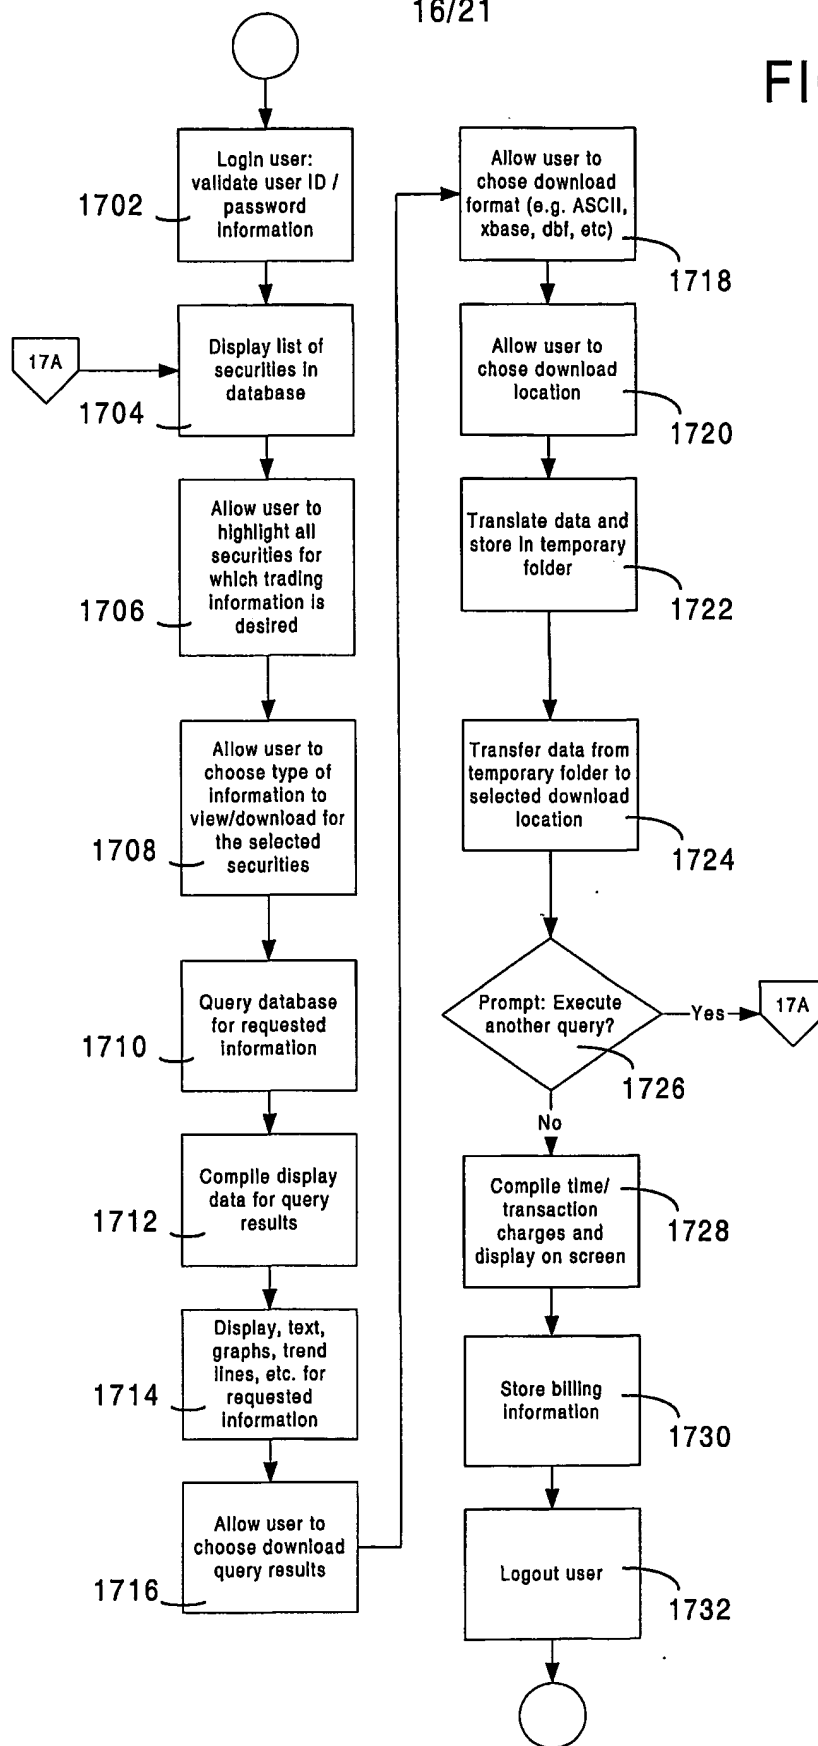 16/21
FIG
Login user:
validate user ID /
password
information
1702
17A
Display list of
securities in
database
1704
Allow user to
highlight all
securities for
which trading
information is
desired
1706
Allow user to
choose type of
information to
view/download for
the selected
securities
1708
Query database
for requested
information
1710
Compile display
data for query
results
1712
Display, text,
graphs, trend
lines, etc. for
requested
information
1714
Allow user to
choose download
query results
1716
Allow user to
chose download
format (e.g. ASCII,
xbase, dbf, etc)
1718
Allow user to
chose download
location
1720
Translate data and
store in temporary
folder
1722
Transfer data from
temporary folder to
selected download
location
1724
Prompt: Execute
another query?
1726
Yes
17A
No
Compile time/
transaction
charges and
display on screen
1728
Store billing
information
1730
Logout user
1732